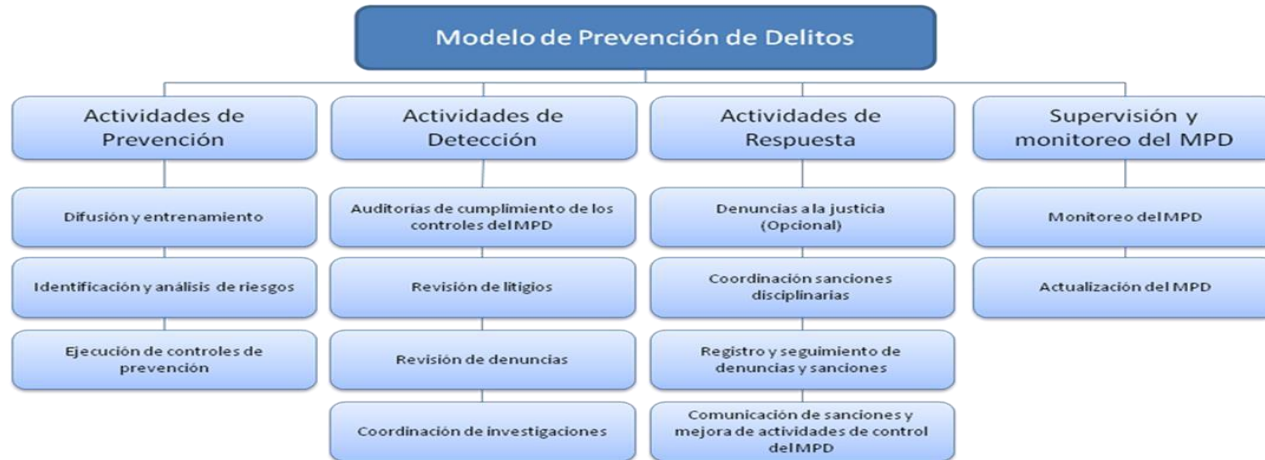 Modelo de Prevención de Delitos
Actividades de
Prevención
Difusión y entrenamiento
Identificación y análisis de riesgos
Ejecución de controles de
prevención
Actividades de
Detección
Auditorías de cumplimiento de los
controles del MPD
Revisión de litigios
Revisión de denuncias
Coordinación de investigaciones
Actividades de
Respuesta
Denuncias a la justicia
(Opcional)
Coordinación sanciones
disciplinarias
Registro y seguimiento de
denuncias y sanciones
Comunicación de sanciones y
mejora de actividades de control
del MPD
Supervisión y
monitoreo del MPD
Monitoreo del MPD
Actualización del MPD